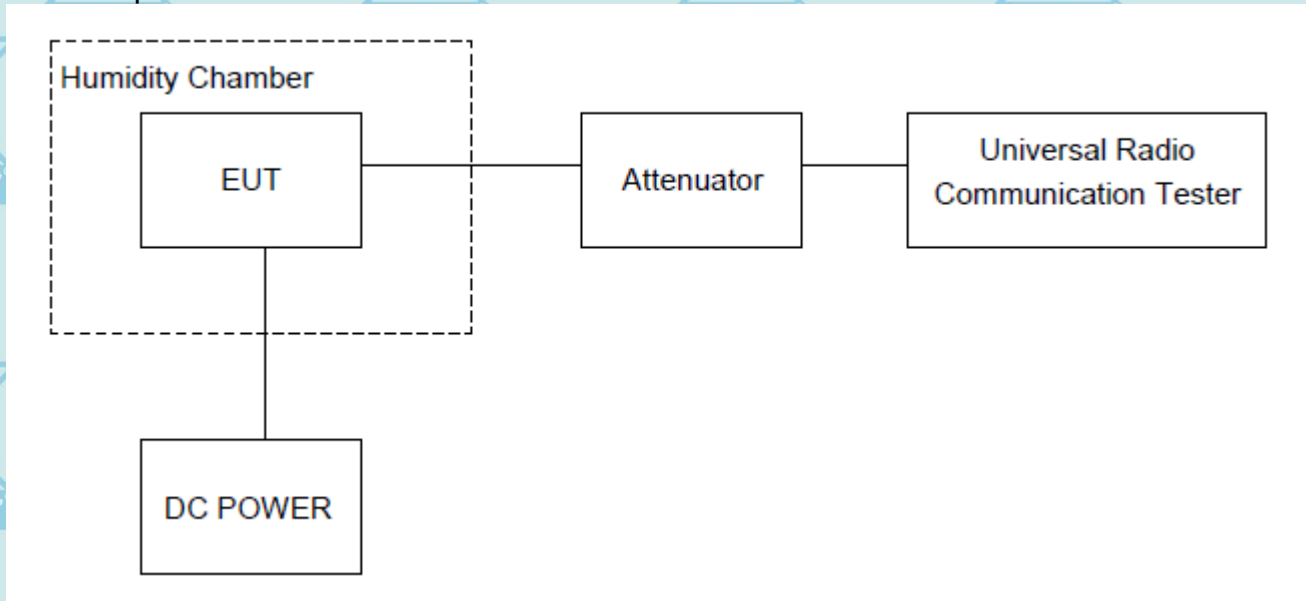 Humidity Chamber
EUT
Attenuator
Universal Radio
Communication Tester
DC POWER